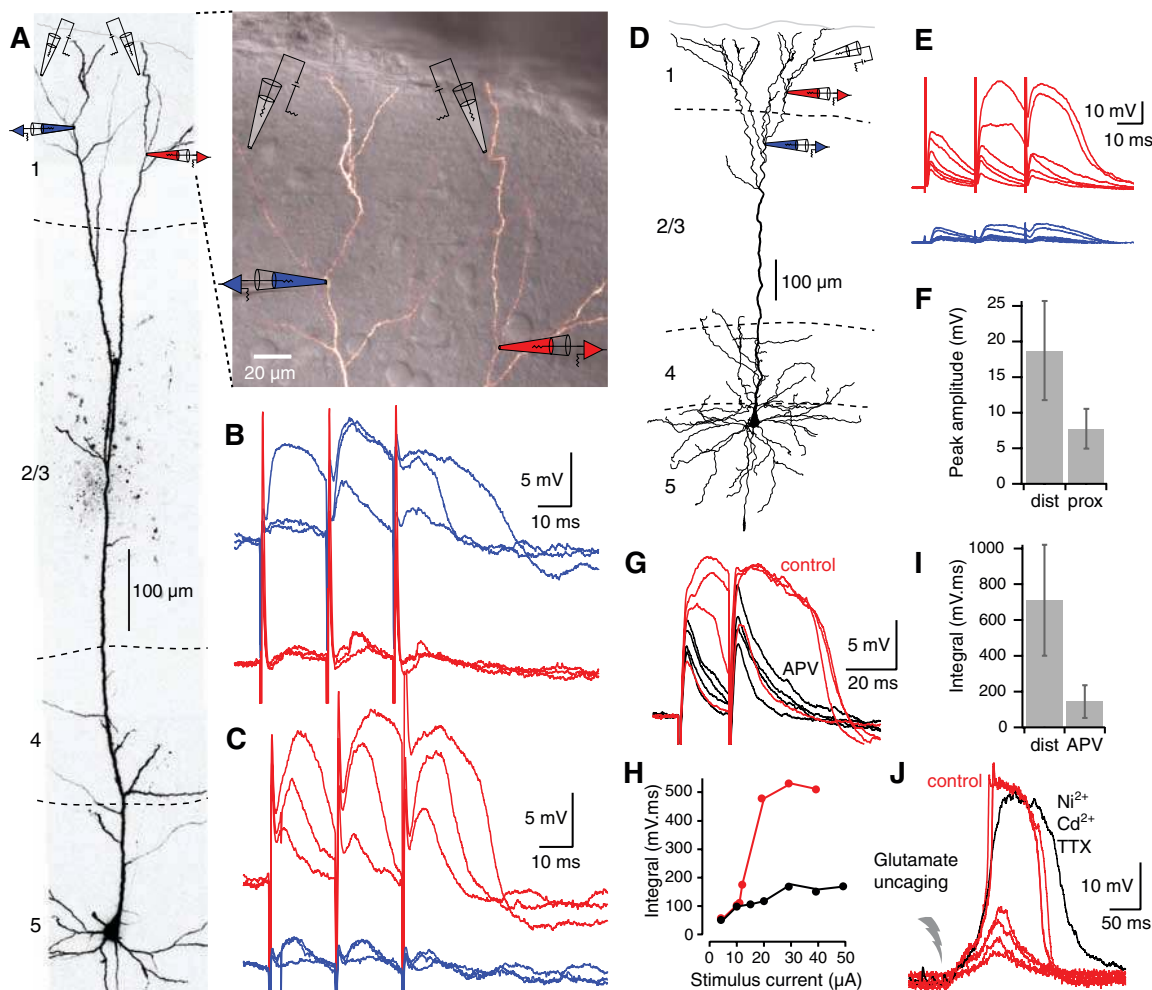 A
1
2/3
100 µm
4
5
20 µm
B
5 mV
10 ms
C
5 mV
10 ms
D
1
2/3
100 µm
4
5
E
10 mV
10 ms
F
Peak amplitude (mV)
25
20
15
10
5
0
dist prox
G
control
APV
5 mV
20 ms
H
Integral (mV.ms)
500
400
300
200
100
0
0 10 20 30 40 50
Stimulus current (µA)
I
Integral (mV.ms)
1000
800
600
400
200
0
dist APV
J
control
Ni2+
Cd2+
TTX
Glutamate
uncaging
10 mV
50 ms